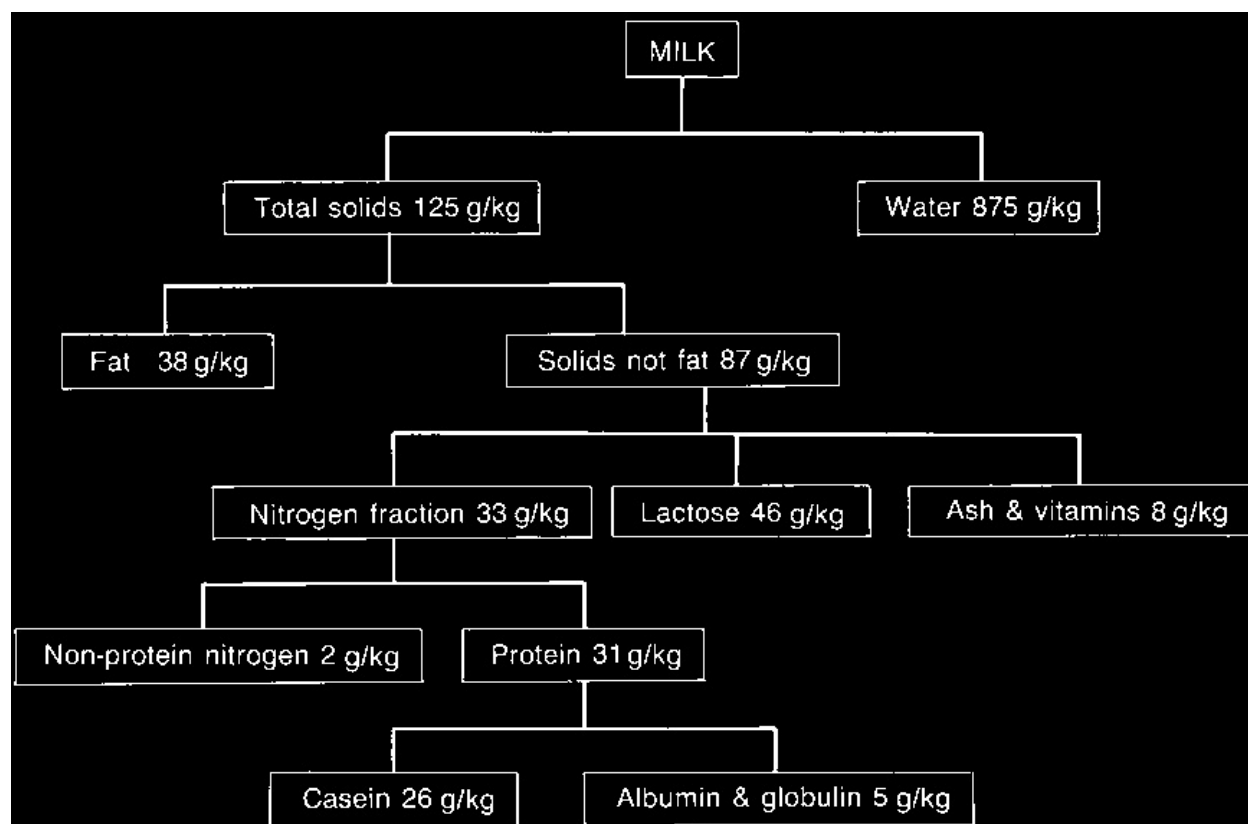 MILK
Total solids 125 g/kg
Water 875 g/kg
Fat 38 g/kg
Solids not fat 87 g/kg
Nitrogen fraction 33 g/kg
Lactose 46 g/kg
Ash & vitamins 8 g/kg
Non-protein nitrogen 2 g/kg
Protein 31 g/kg
Casein 26 g/kg
Albumin & globulin 5 g/kg